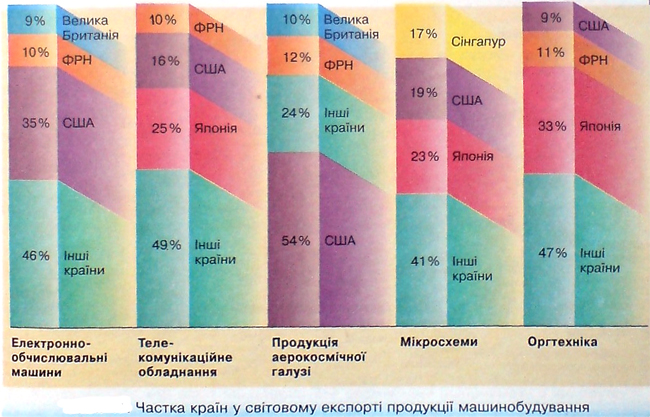 9%
Велика
Британія
10%
ФРН
35%
США
46%
Інші
країни
Електронно-
обчислювальні
машини
10%
ФРН
16%
США
25%
Японія
49%
Інші
країни
Теле-
комунікаційне
обладнання
10%
Велика
Британія
12%
ФРН
24%
Інші
країни
54%
США
Продукція
аерокосмічної
галузі
17%
Сінгапур
19%
США
23%
Японія
41%
Інші
країни
Мікросхеми
9%
США
11%
ФРН
33%
Японія
47%
Інші
країни
Оргтехніка
. Частка країн у світовому експорті продукції машинобудування